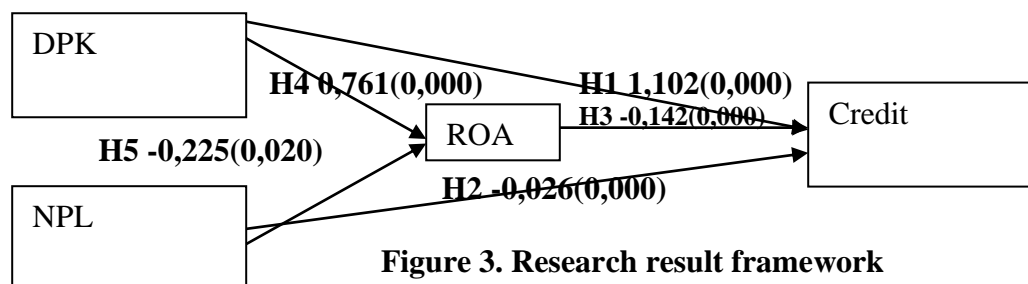 DPK
H4 0,761(0,000)
H1 1,102(0,000)
H3 -0,142(0,000)
Credit
ROA
H5 -0,225(0,020)
H2 -0,026(0,000)
NPL
Figure 3. Research result framework